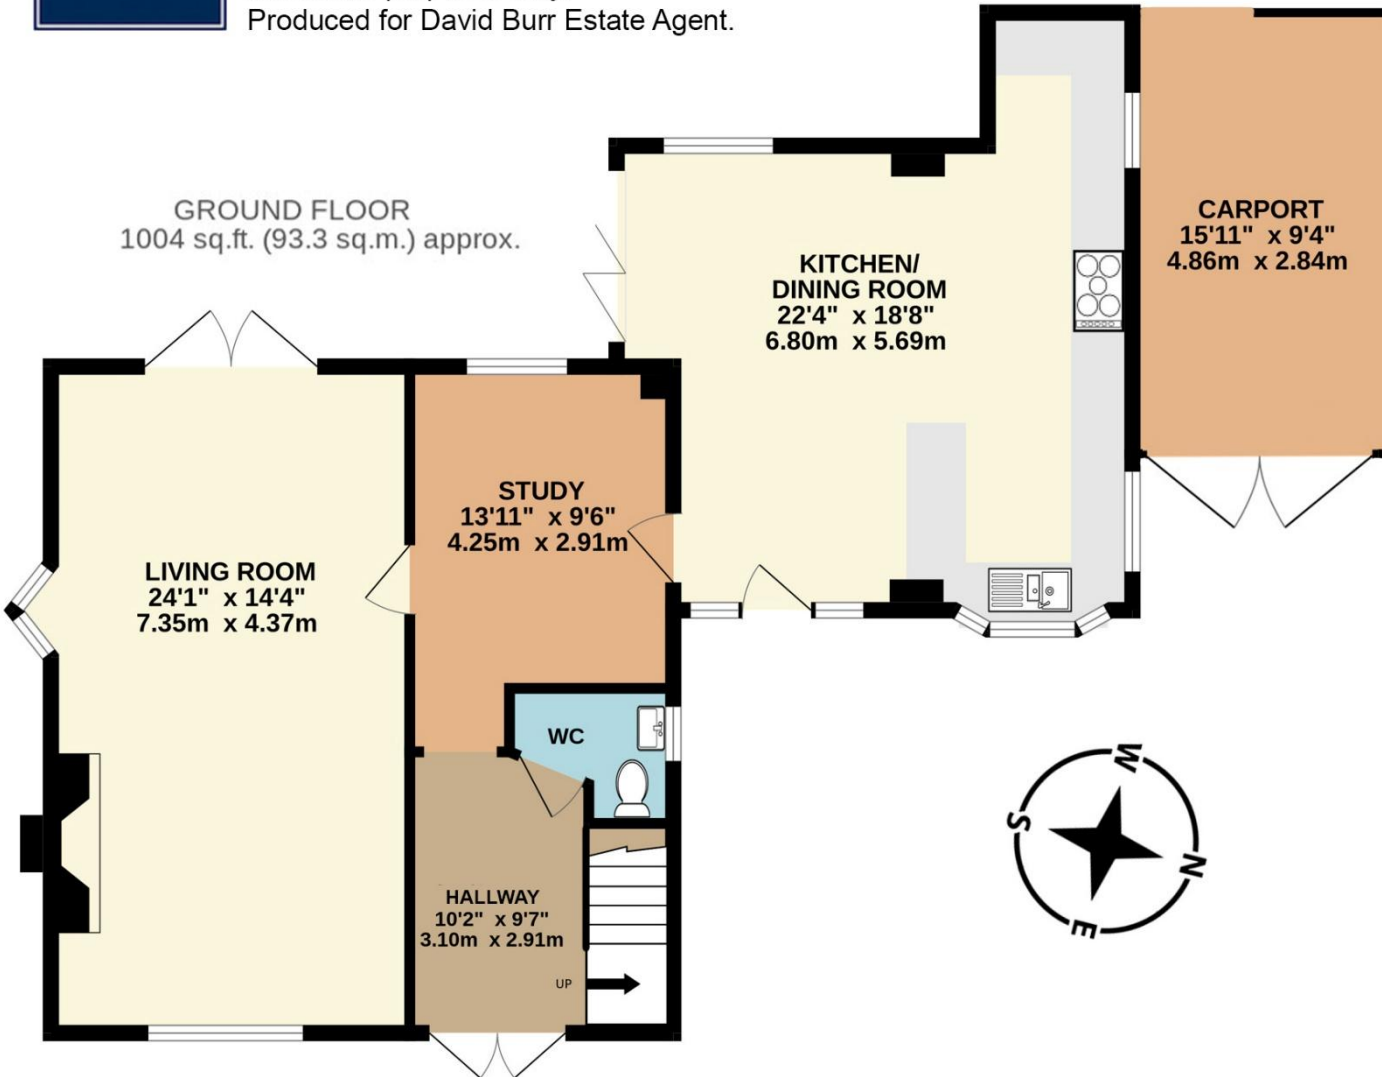 Produced for David Burr Estate Agent.
GROUND FLOOR
1004 sq.ft. (93.3 sq.m.) approx.
CARPORT
15'11" x 9'4"
4.86m x 2.84m
KITCHEN/
DINING ROOM
22'4" x 18'8"
6.80m x 5.69m
STUDY
13'11" x 9'6"
4.25m x 2.91m
LIVING ROOM
24'1" x 14'4"
7.35m x 4.37m
WC
HALLWAY
10'2" x 9'7"
3.10m x 2.91m
UP
W
S
N
E